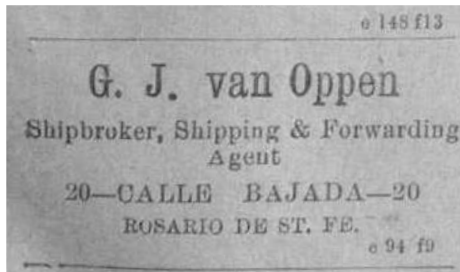 e 148 f13
G. J. van Oppen
Shipbroker, Shipping & Forwarding
Agent
20—CALLE BAJADA—20
ROSARIO DE ST. FE.
e 94 f9